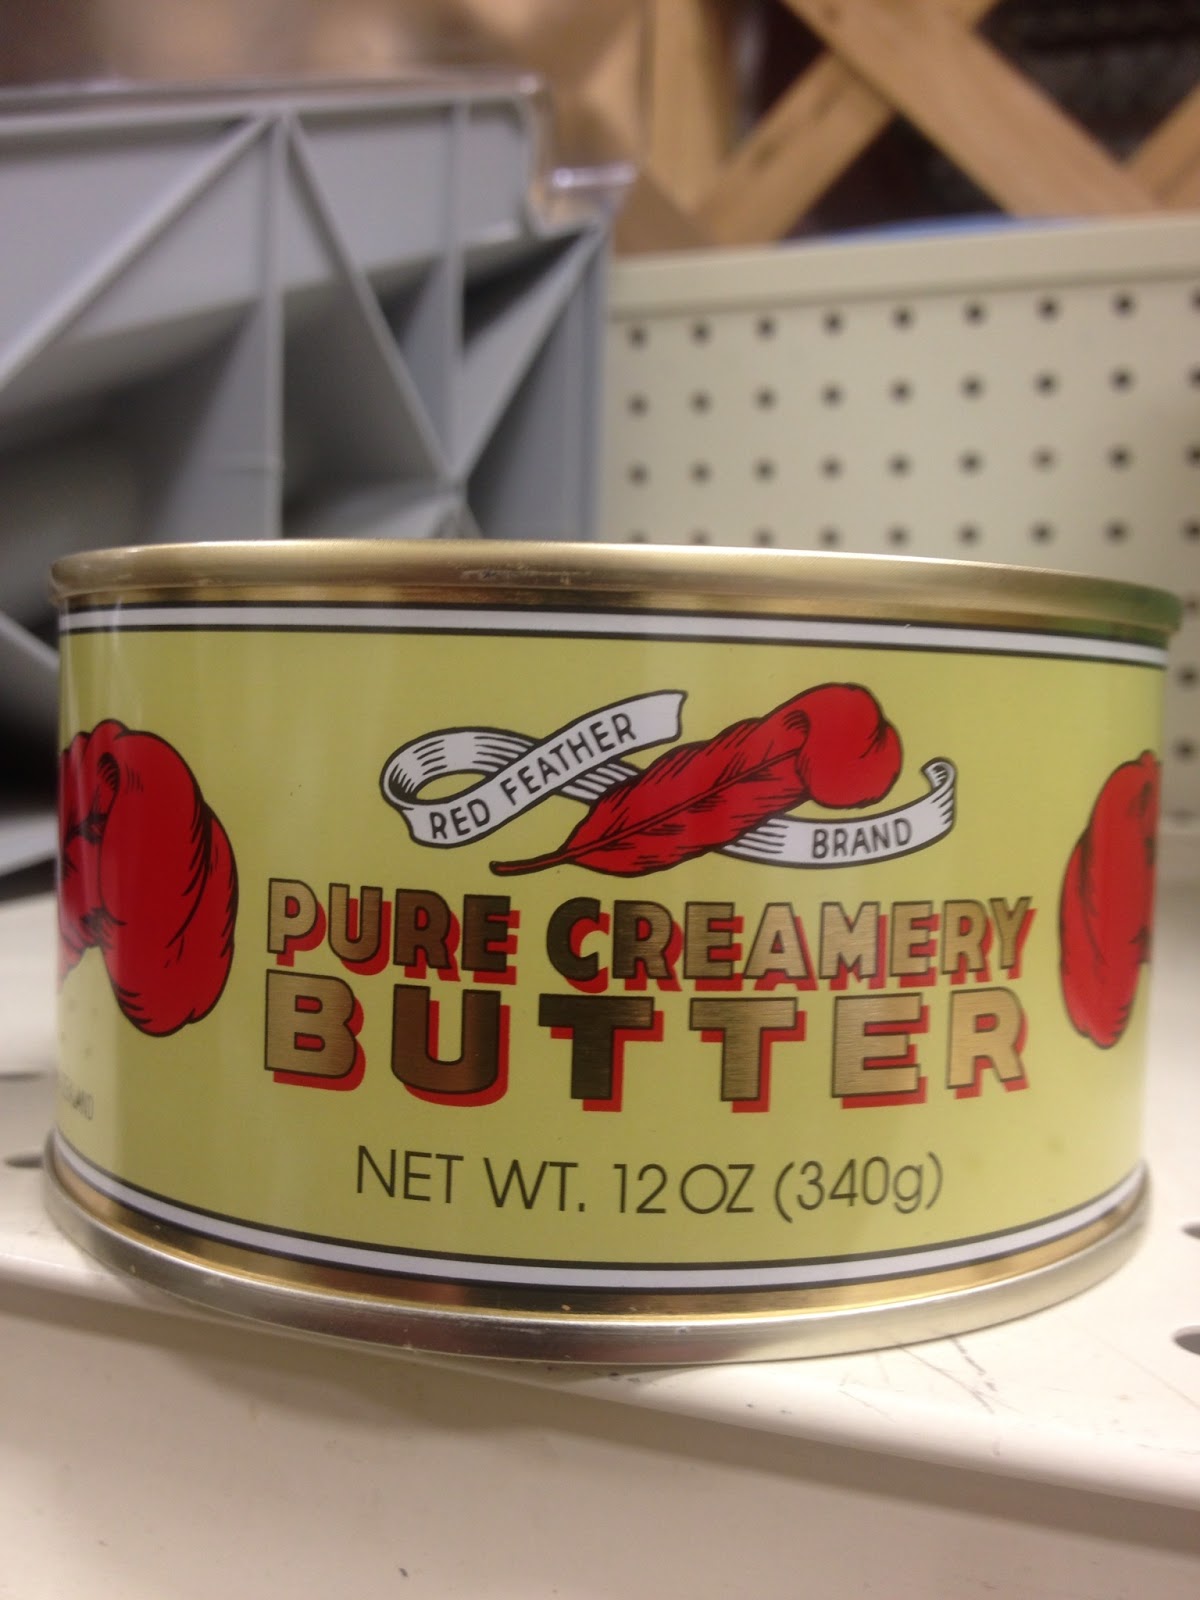 RED FEATHER
BRAND
PURE CREAMERY
BUTTER
NET WT. 12 OZ (340g)